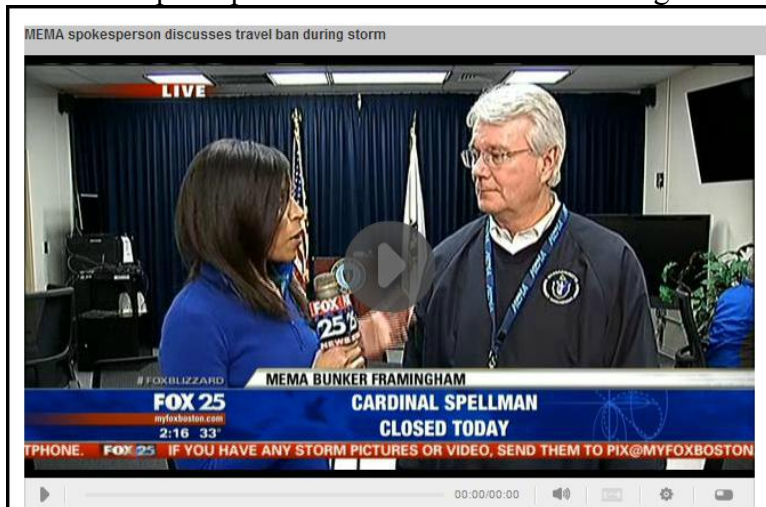 MEMA spokesperson discusses travel ban during storm
LIVE
MEMA
FOX
25
NEWS
#FOXBLIZZARD
MEMA BUNKER FRAMINGHAM
FOX 25
CARDINAL SPELLMAN
myfoxboston.com
CLOSED TODAY
2:16 33°
TPHONE. FOX 25 IF YOU HAVE ANY STORM PICTURES OR VIDEO, SEND THEM TO PIX@MYFOXBOSTON
00:00/00:00